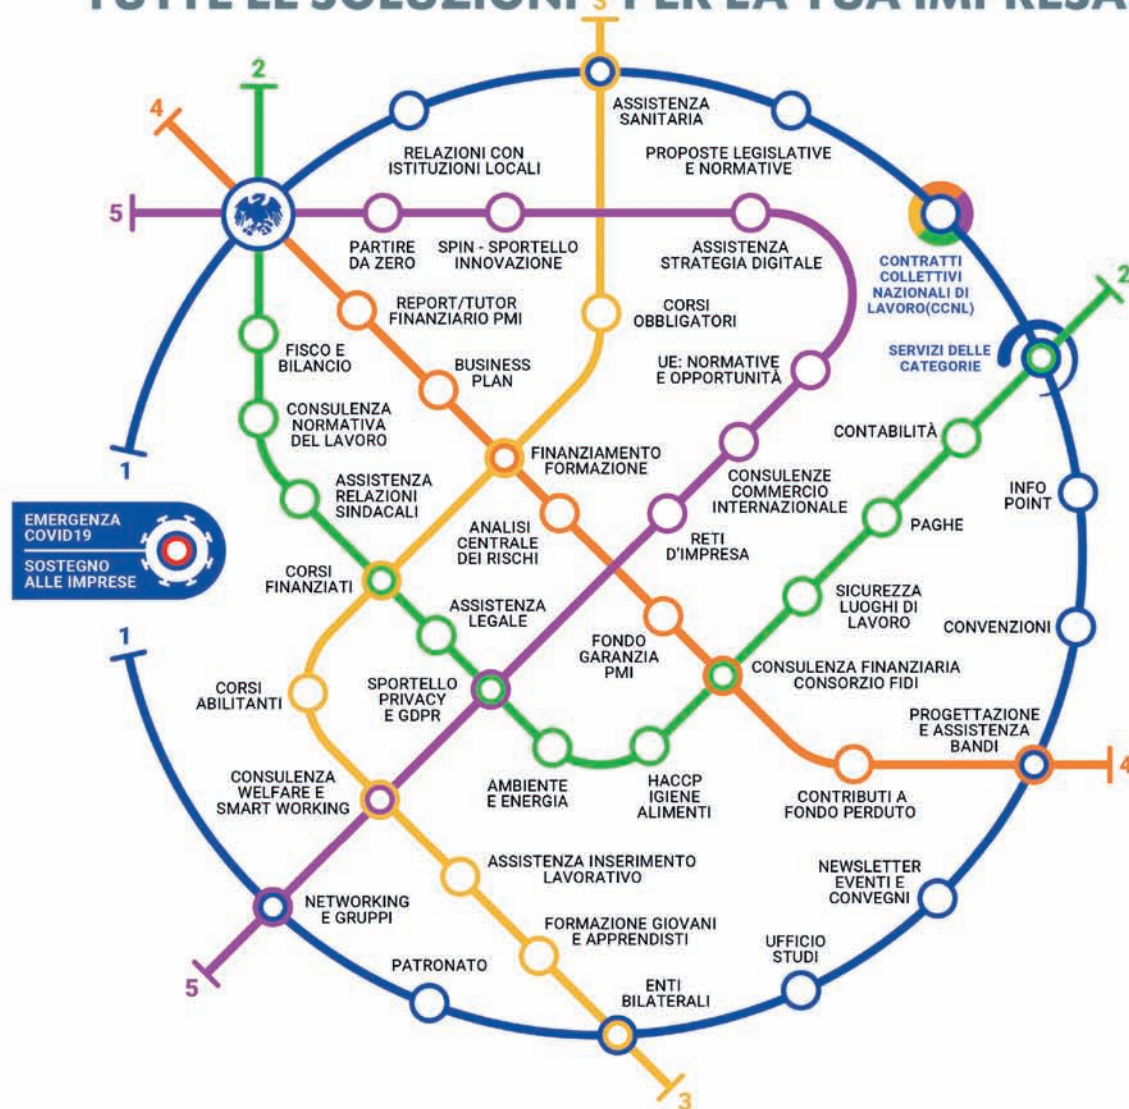 TUTTE LE SOLUZIONI PER LA TUA IMPRESA
3
2
4
ASSISTENZA
SANITARIA
RELAZIONI CON
ISTITUZIONI LOCALI
PROPOSTE LEGISLATIVE
E NORMATIVE
5
PARTIRE
DA ZERO
SPIN - SPORTELLO
INNOVAZIONE
ASSISTENZA
STRATEGIA DIGITALE
CONTRATTI
COLLETTIVI
NAZIONALI DI
LAVORO(CCNL)
2
REPORT/TUTOR
FINANZIARIO PMI
CORSI
OBBLIGATORI
FISCO E
BILANCIO
BUSINESS
PLAN
UE: NORMATIVE
E OPPORTUNITÀ
SERVIZI DELLE
CATEGORIE
CONSULENZA
NORMATIVA
DEL LAVORO
CONTABILITÀ
1
FINANZIAMENTO
FORMAZIONE
CONSULENZE
COMMERCIO
INTERNAZIONALE
INFO
POINT
ASSISTENZA
RELAZIONI
SINDACALI
EMERGENZA
COVID19
SOSTEGNO
ALLE IMPRESE
ANALISI
CENTRALE
DEI RISCHI
RETI
D'IMPRESA
PAGHE
CORSI
FINANZIATI
ASSISTENZA
LEGALE
SICUREZZA
LUOGHI DI
LAVORO
CONVENZIONI
1
FONDO
GARANZIA
PMI
CORSI
ABILITANTI
SPORTELLO
PRIVACY
E GDPR
CONSULENZA FINANZIARIA
CONSORZIO FIDI
PROGETTAZIONE
E ASSISTENZA
BANDI
4
CONSULENZA
WELFARE E
SMART WORKING
AMBIENTE
E ENERGIA
HACCP
IGIENE
ALIMENTI
CONTRIBUTI A
FONDO PERDUTO
ASSISTENZA INSERIMENTO
LAVORATIVO
NEWSLETTER
EVENTI E
CONVEGNI
NETWORKING
E GRUPPI
FORMAZIONE GIOVANI
E APPRENDISTI
UFFICIO
STUDI
5
PATRONATO
ENTI
BILATERALI
3